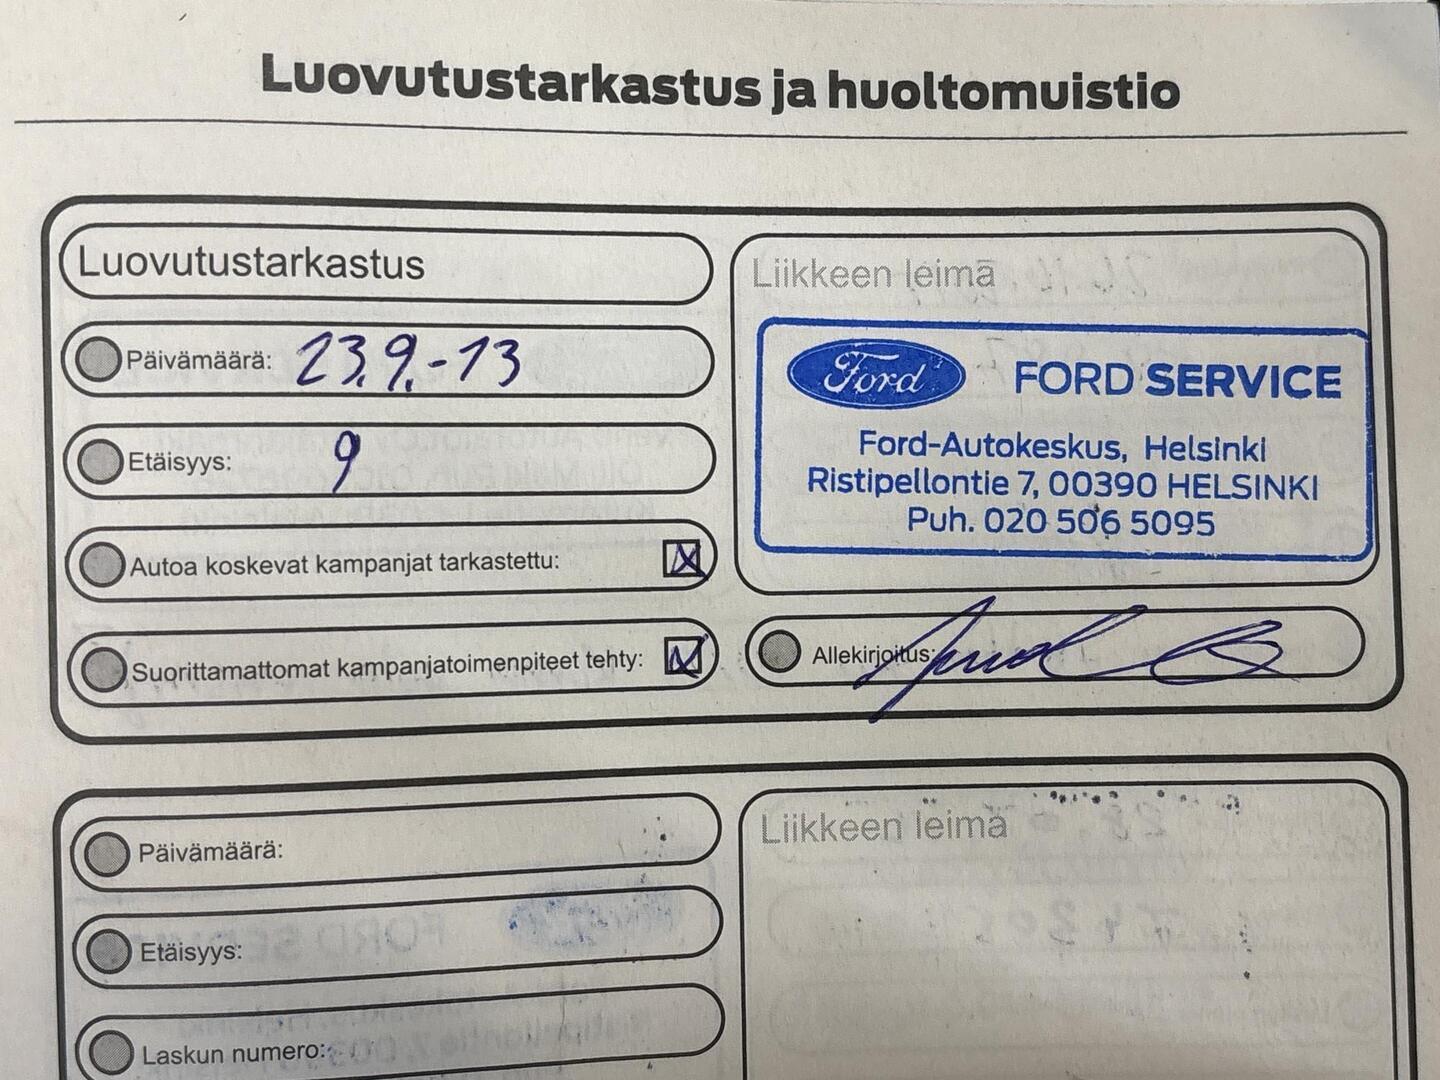 Luovutustarkastus ja huoltomuistio
Luovutustarkastus
Päivämäärä: 23.9.-13
Etäisyys: 9
Autoa koskevat kampanjat tarkastettu:
Suorittamattomat kampanjatoimenpiteet tehty:
Liikkeen leima
Ford FORD SERVICE
Ford-Autokeskus, Helsinki
Ristipellontie 7, 00390 HELSINKI
Puh. 020 506 5095
Allekirjoitus:
Päivämäärä:
Etäisyys:
Laskun numero:
Liikkeen leima